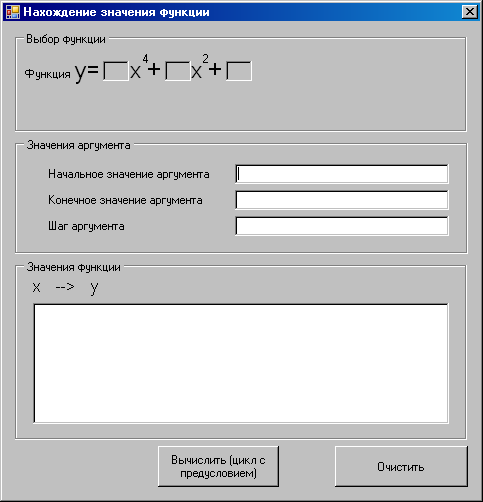 Нахождение значения функции
Выбор функции
Функция y= x4+ x2+
Значения аргумента
Начальное значение аргумента
Конечное значение аргумента
Шаг аргумента
Значения функции
x --> y
Вычислить (цикл с
предусловием)
Очистить